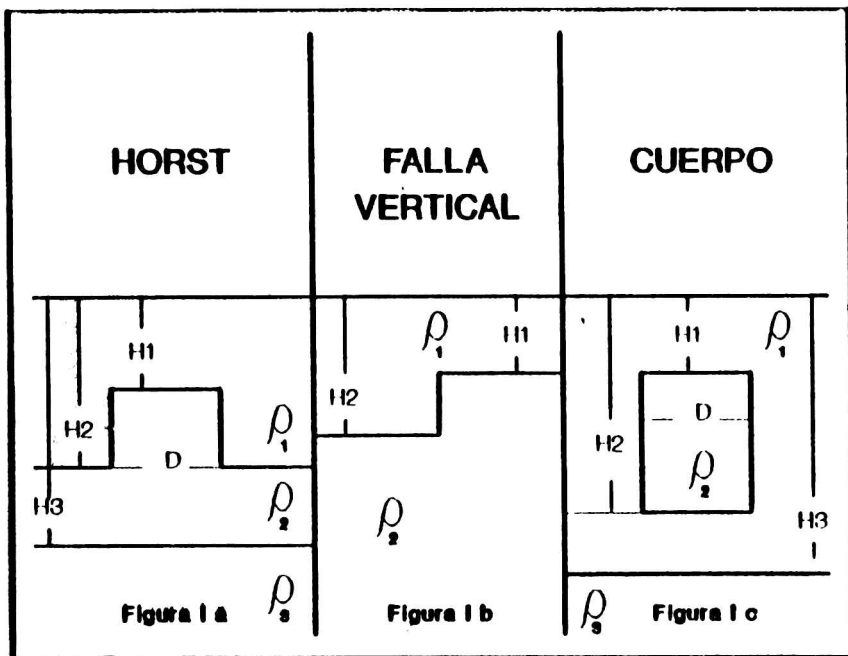 HORST
FALLA
VERTICAL
CUERPO
H1
H2
H3
D
ρ1
ρ2
ρ3
Figura I a
H2
ρ1
H1
ρ2
Figura I b
H1
ρ1
D
H2
ρ2
H3
ρ3
Figura I c